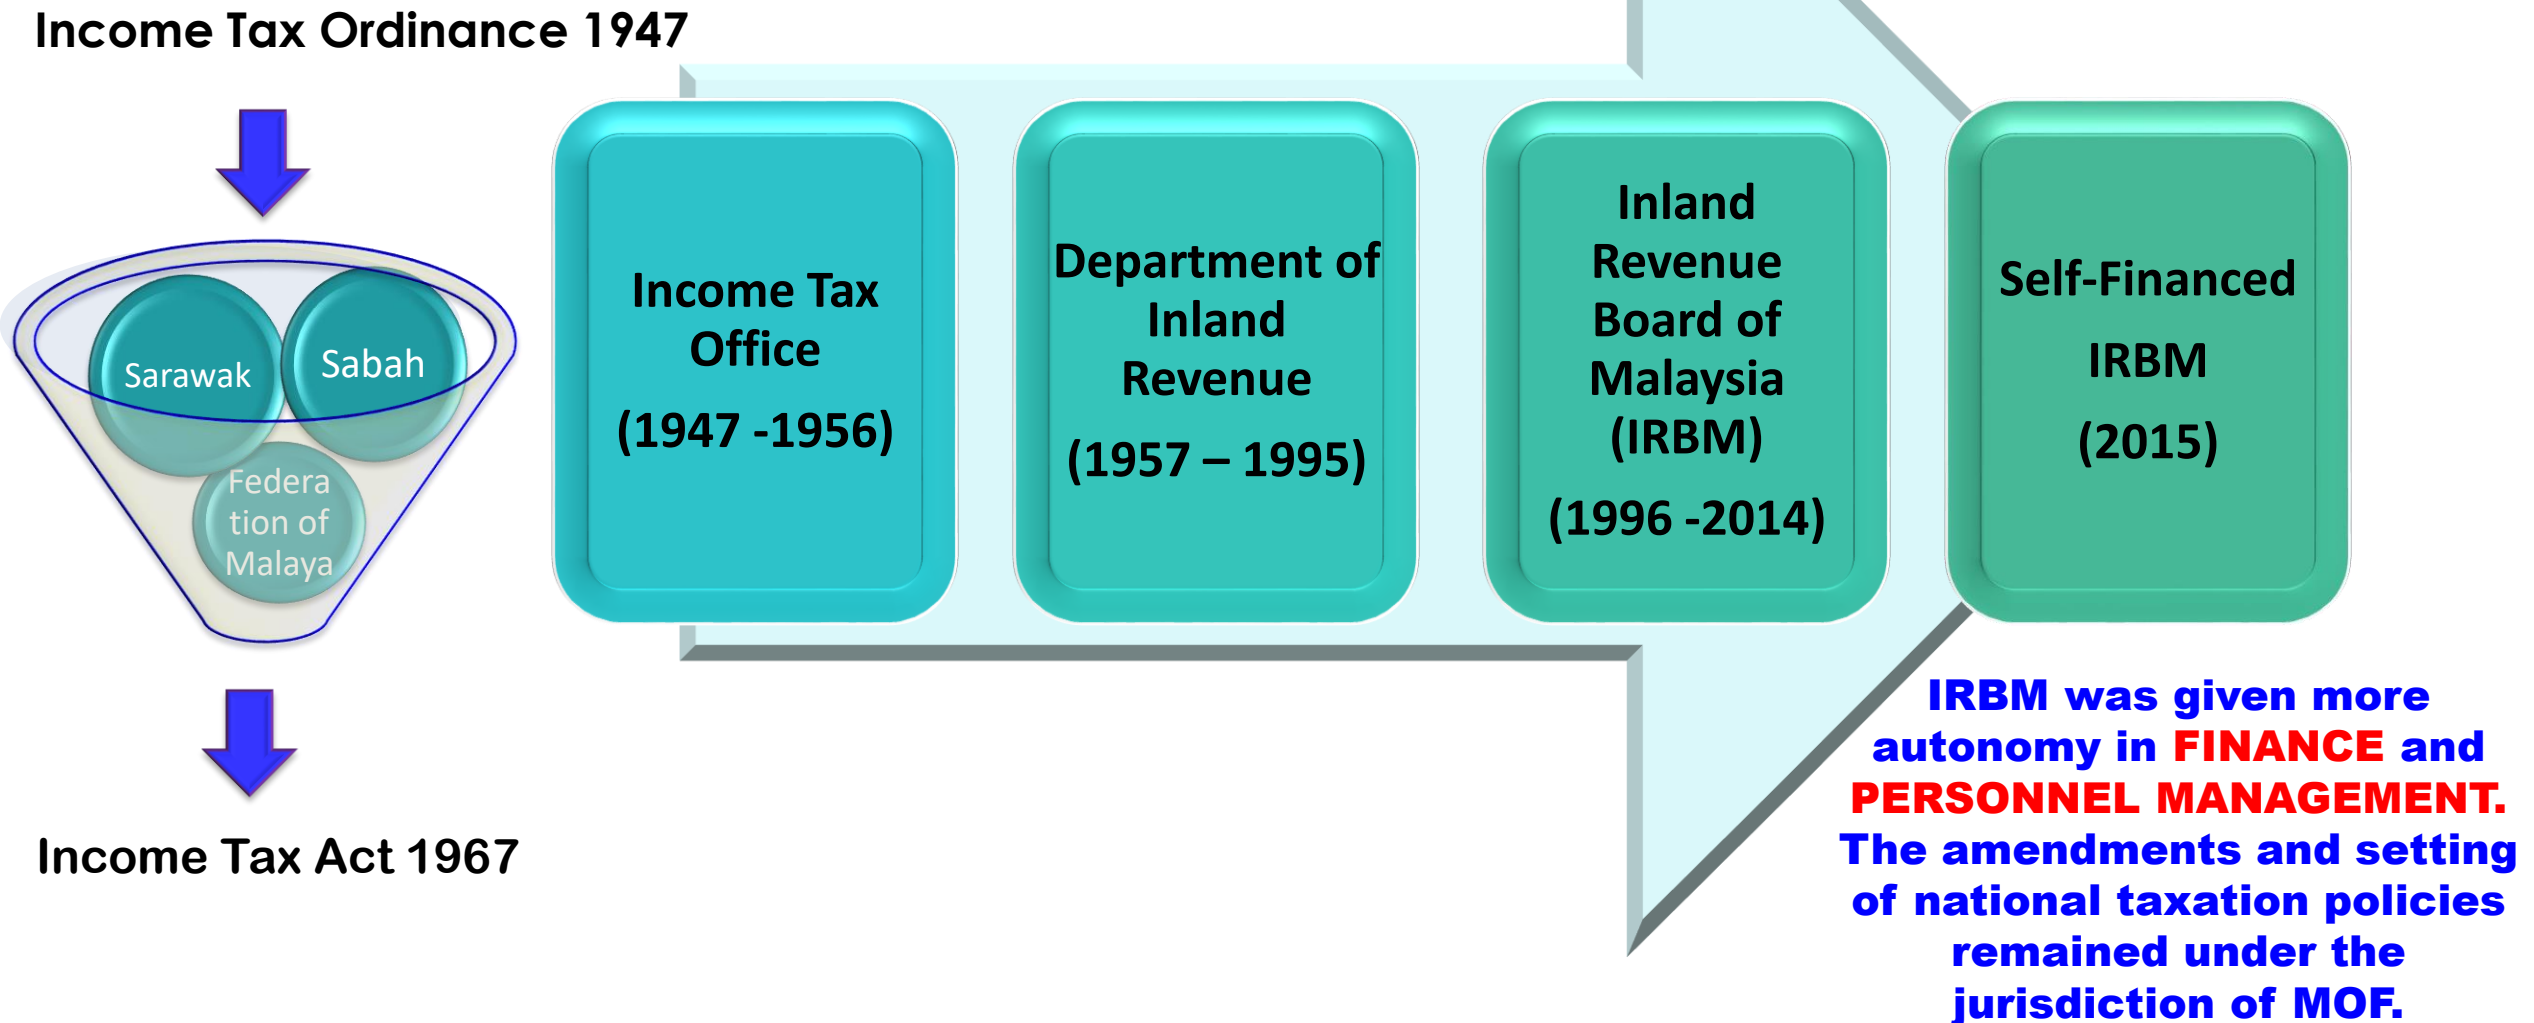 Income Tax Ordinance 1947
Sarawak
Sabah
Federa
tion of
Malaya
Income Tax Act 1967
Income Tax
Office
(1947 -1956)
Department of
Inland
Revenue
(1957 – 1995)
Inland
Revenue
Board of
Malaysia
(IRBM)
(1996 -2014)
Self-Financed
IRBM
(2015)
IRBM was given more
autonomy in FINANCE and
PERSONNEL MANAGEMENT.
The amendments and setting
of national taxation policies
remained under the
jurisdiction of MOF.